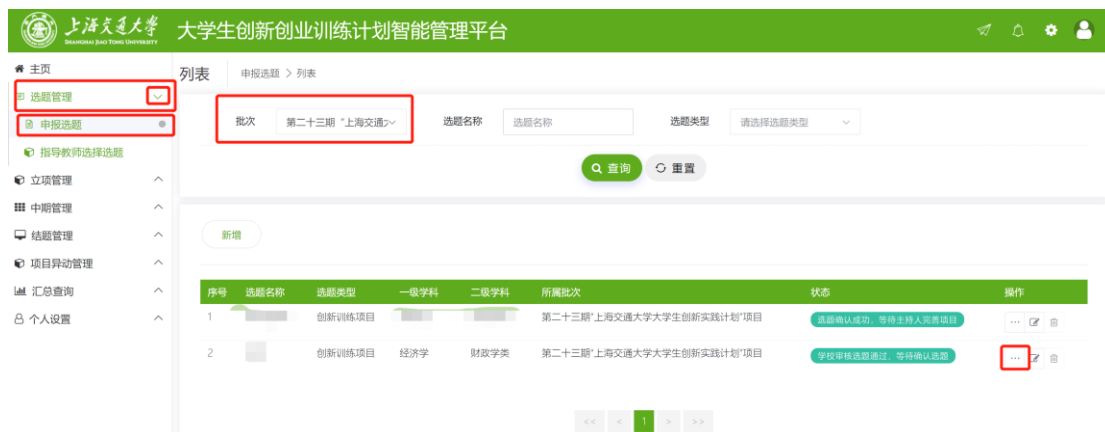 上海交通大学 大学生创新创业训练计划智能管理平台
SHANGHAI JIAO TONG UNIVERSITY
主页
选题管理
申报选题
指导教师选择选题
立项管理
中期管理
结题管理
项目异动管理
汇总查询
个人设置
列表 申报选题 > 列表
批次 第二十三期 "上海交通大 选题名称 选题名称 选题类型 请选择选题类型
查询 重置
新增
序号 选题名称 选题类型 一级学科 二级学科 所属批次 状态 操作
1 创新训练项目 第二十三期"上海交通大学大学生创新实践计划"项目 选题确认成功，等待主持人完善项目 ...
2 创新训练项目 经济学 财政学类 第二十三期"上海交通大学大学生创新实践计划"项目 学校审核选题通过，等待确认选题 ...
<< < 1 > >>